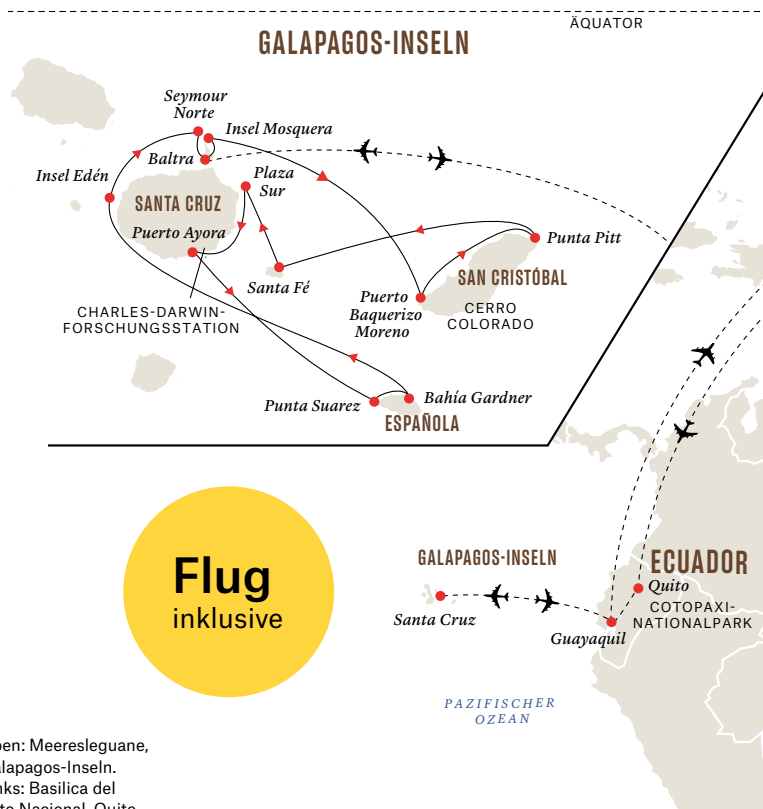 ÄQUATOR
GALAPAGOS-INSELN
Seymour
Norte
Insel Mosquera
Baltra
Plaza
Sur
Insel Edén
SANTA CRUZ
Puerto Ayora
Punta Pitt
Santa Fé
SAN CRISTÓBAL
Puerto
Baquerizo
Moreno
CERRO
COLORADO
CHARLES-DARWIN-
FORSCHUNGSSTATION
Punta Suarez
Bahía Gardner
ESPAÑOLA
Flug
inklusive
GALAPAGOS-INSELN
ECUADOR
Quito
COTOPAXI-
NATIONALPARK
Santa Cruz
Guayaquil
PAZIFISCHER
OZEAN
Meeresleguane,
alapagos-Inseln.
Basilica del
Nacional, Quito